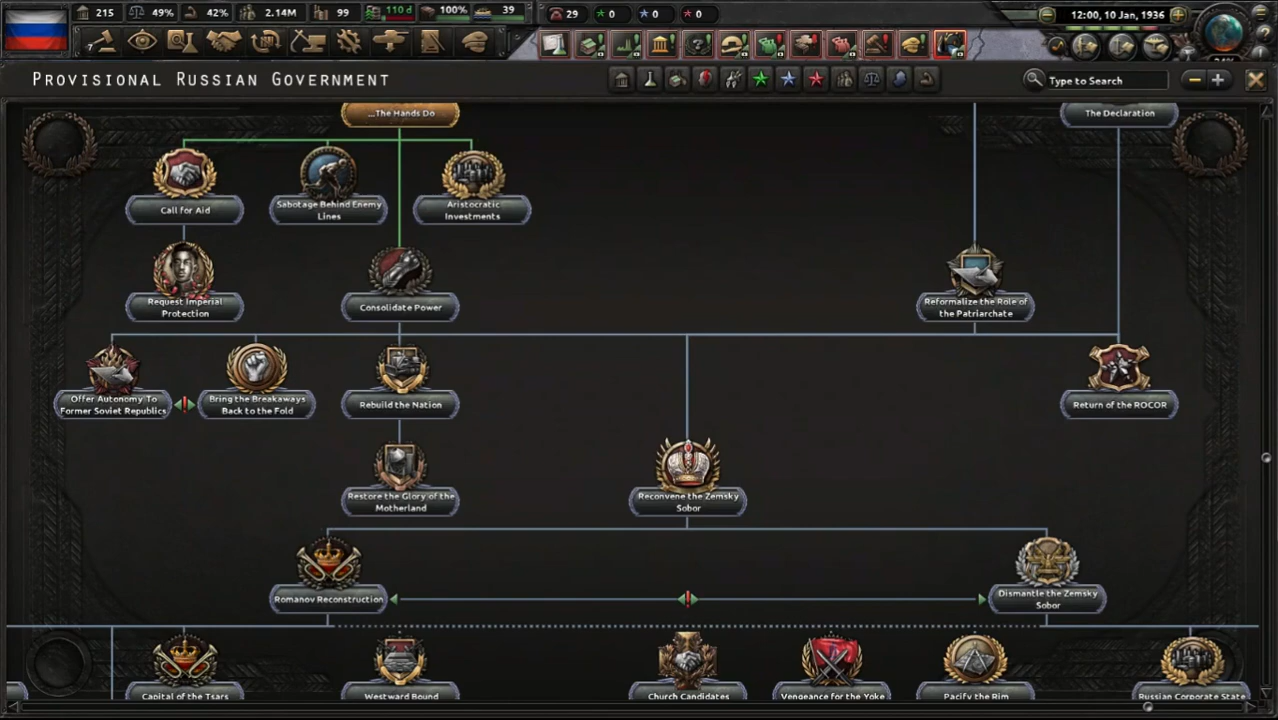 215
49%
42%
2.14M
99
110 d
100%
39
29
0
0
0
12:00, 10 Jan, 1936
7
PROVISIONAL RUSSIAN GOVERNMENT
Type to Search
...The Hands Do
The Declaration
Call for Aid
Sabotage Behind Enemy
Lines
Aristocratic
Investments
Request Imperial
Protection
Consolidate Power
Reformalize the Role of
the Patriarchate
Offer Autonomy To
Former Soviet Republics
Bring the Breakaways
Back to the Fold
Rebuild the Nation
Return of the ROCOR
Restore the Glory of the
Motherland
Reconvene the Zemsky
Sobor
Romanov Reconstruction
Dismantle the Zemsky
Sobor
Capital of the Tsars
Westward Bound
Church Candidates
Vengeance for the Yoke
Pacify the Rim
Russian Corporate State